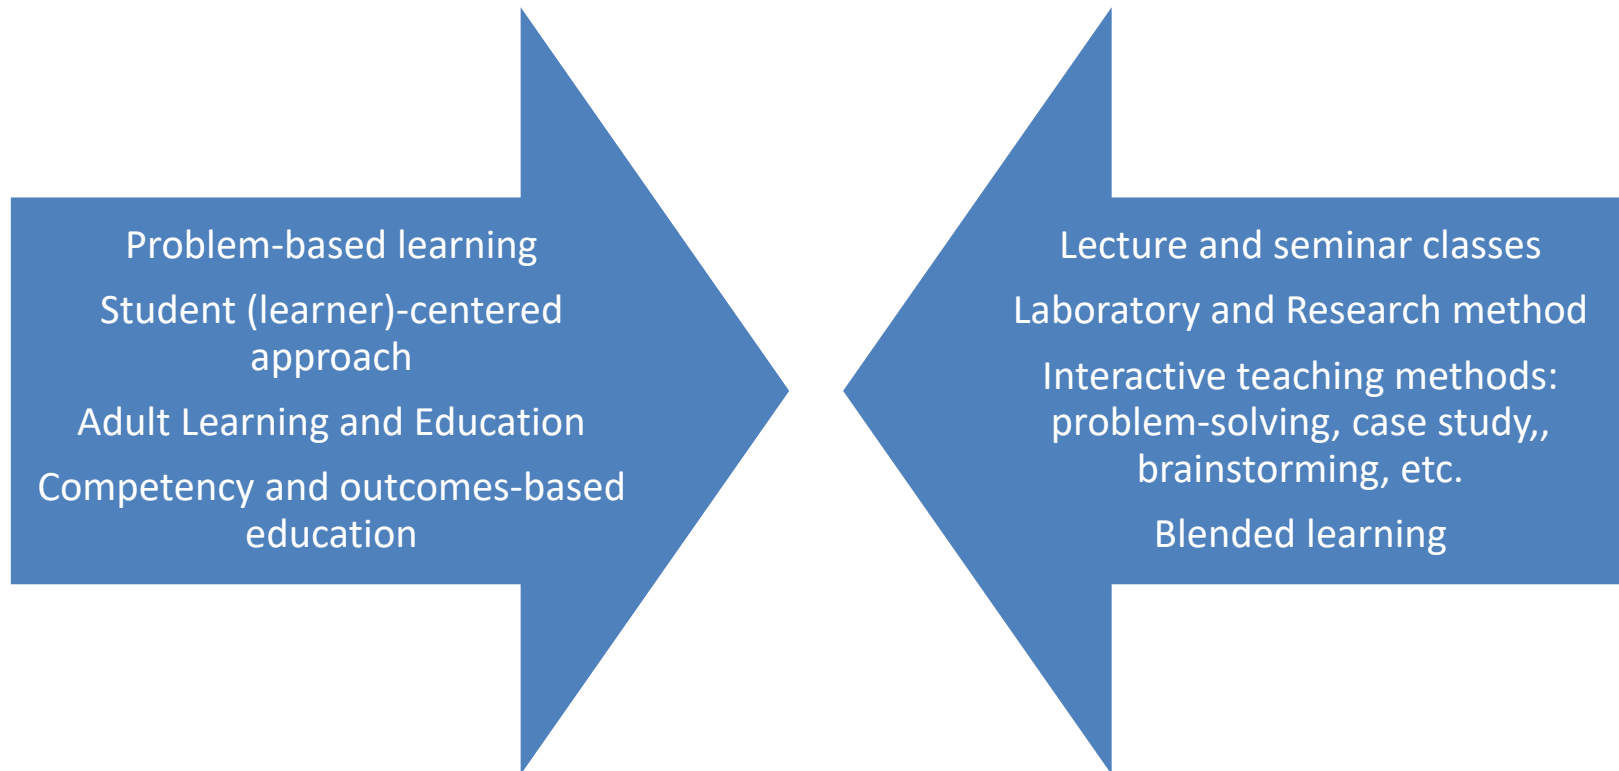 Problem-based learning
Student (learner)-centered
approach
Adult Learning and Education
Competency and outcomes-based
education
Lecture and seminar classes
Laboratory and Research method
Interactive teaching methods:
problem-solving, case study,,
brainstorming, etc.
Blended learning